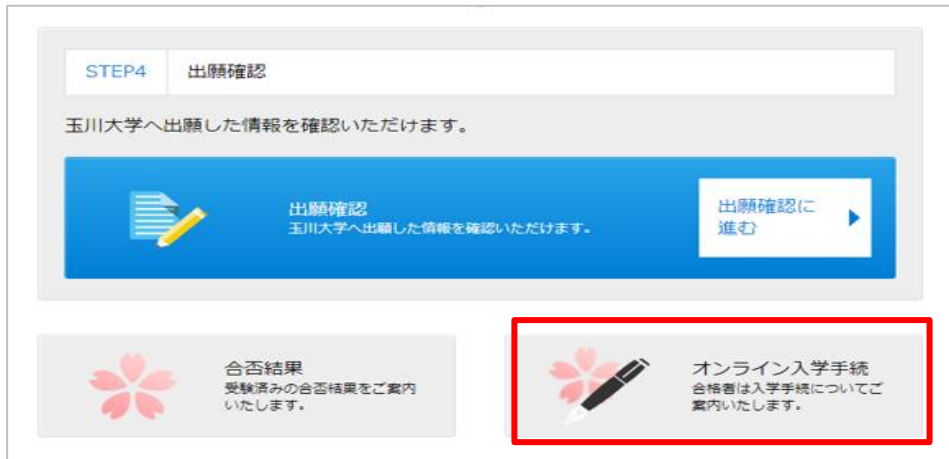 STEP4 出願確認
玉川大学へ出願した情報を確認いただけます。
出願確認
玉川大学へ出願した情報を確認いただけます。
出願確認に
進む
合否結果
受験済みの合否結果をご案内
いたします。
オンライン入学手続
合格者は入学手続についてご
案内いたします。